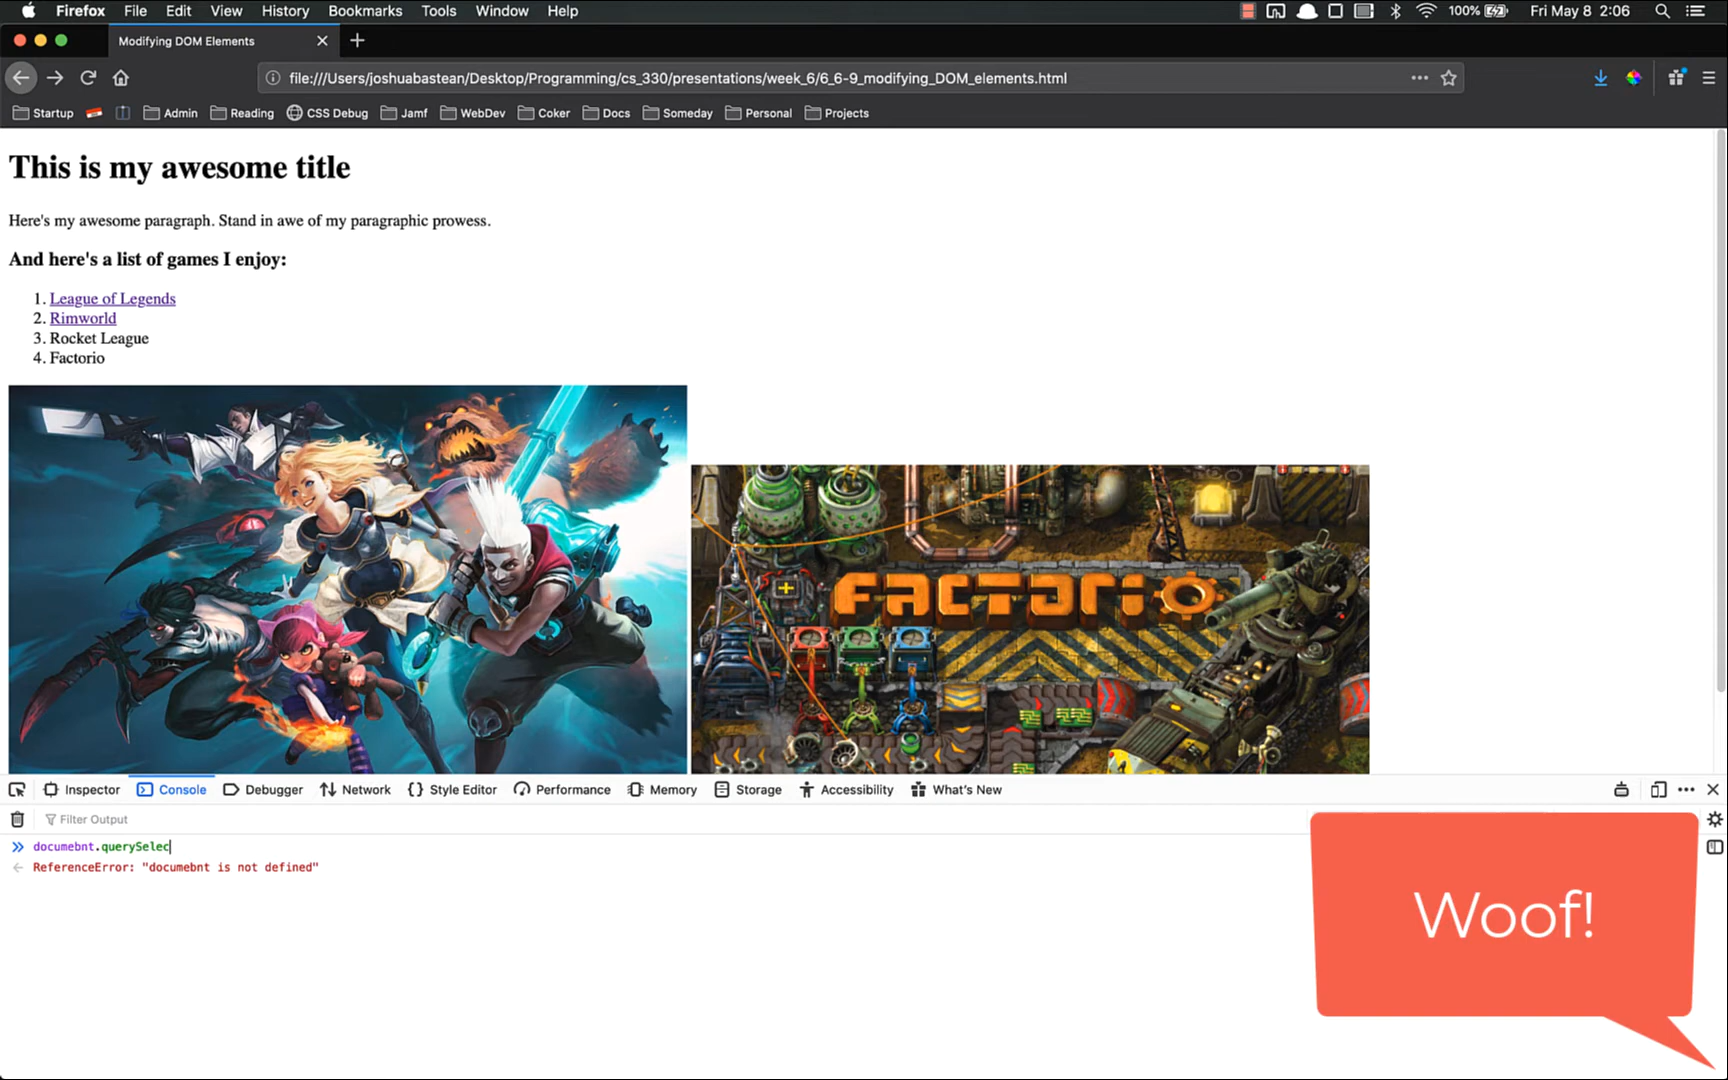 Firefox File Edit View History Bookmarks Tools Window Help 100% Fri May 8 2:06
Modifying DOM Elements
file:///Users/joshuabastean/Desktop/Programming/cs_330/presentations/week_6/6_6-9_modifying_DOM_elements.html
Startup Admin Reading CSS Debug Jamf WebDev Coker Docs Someday Personal Projects
This is my awesome title
Here's my awesome paragraph. Stand in awe of my paragraphic prowess.
And here's a list of games I enjoy:
1. League of Legends
2. Rimworld
3. Rocket League
4. Factorio
FACTORIO
Inspector Console Debugger Network Style Editor Performance Memory Storage Accessibility What's New
Filter Output
documebnt.querySelec
ReferenceError: "documebnt is not defined"
Woof!